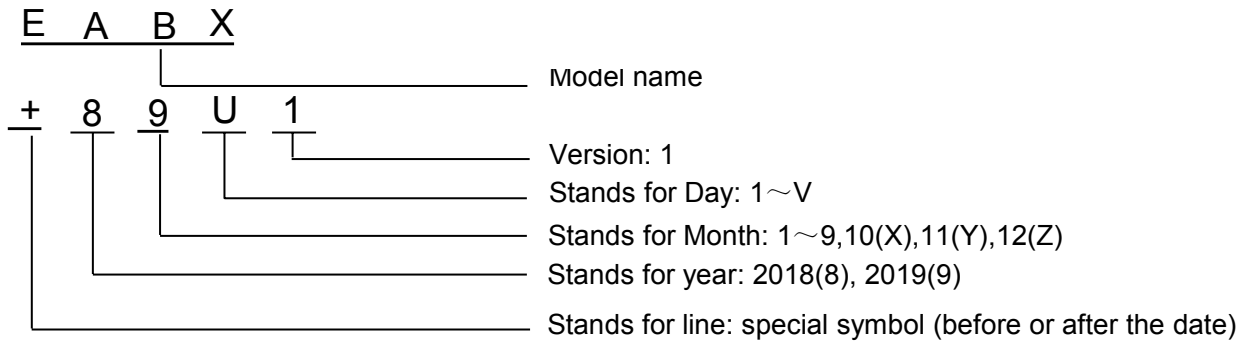 E A B X
Model name
+ 8 9 U 1
Version: 1
Stands for Day: 1～V
Stands for Month: 1～9,10(X),11(Y),12(Z)
Stands for year: 2018(8), 2019(9)
Stands for line: special symbol (before or after the date)